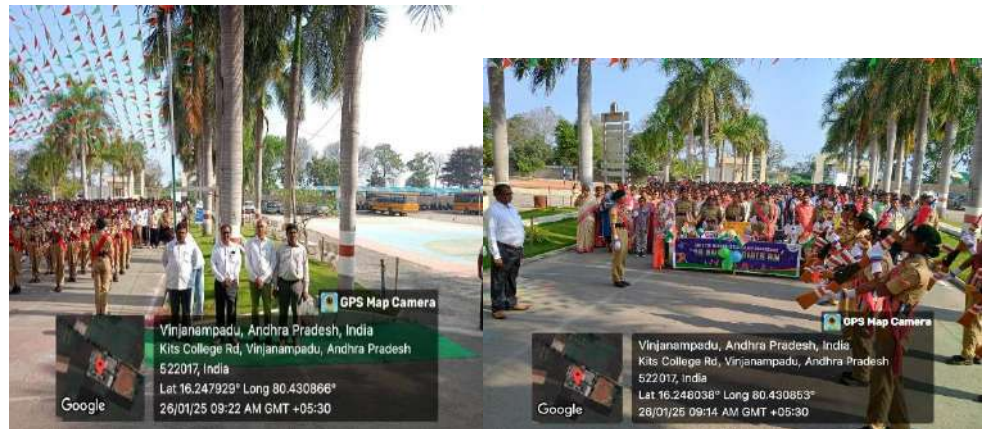 GPS Map Camera
Vinjanampadu, Andhra Pradesh, India
Kits College Rd, Vinjanampadu, Andhra Pradesh
522017, India
Lat 16.247929° Long 80.430866°
26/01/25 09:22 AM GMT +05:30
Google
GPS Map Camera
Vinjanampadu, Andhra Pradesh, India
Kits College Rd, Vinjanampadu, Andhra Pradesh
522017, India
Lat 16.248038° Long 80.430853°
26/01/25 09:14 AM GMT +05:30
Google